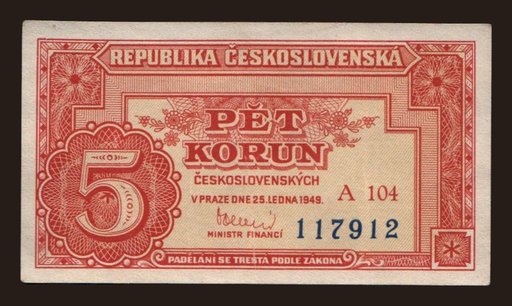 REPUBLIKA ČESKOSLOVENSKÁ
PĚT
KORUN
ČESKOSLOVENSKÝCH
5
V PRAZE DNE 25. LEDNA 1949.
A 104
MINISTR FINANCÍ
117912
PADĚLÁNÍ SE TRESTÁ PODLE ZÁKONA